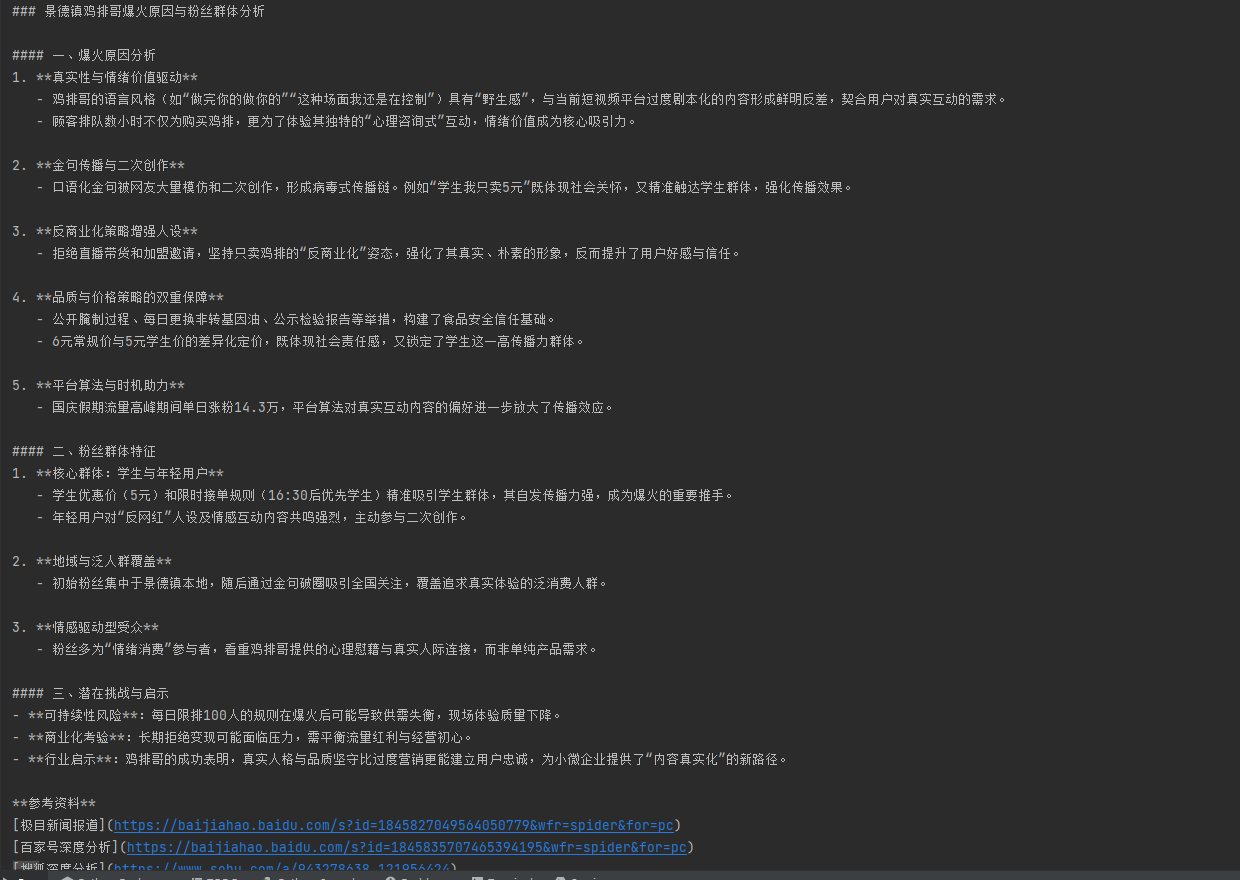 ### 景德镇鸡排哥爆火原因与粉丝群体分析
#### 一、爆火原因分析
1. **真实性与情绪价值驱动**
- 鸡排哥的语言风格（如“做完你的做你的”“这种场面我还是在控制”）具有“野生感”，与当前短视频平台过度剧本化的内容形成鲜明反差，契合用户对真实互动的需求。
- 顾客排队数小时不仅为购买鸡排，更为了体验其独特的“心理咨询式”互动，情绪价值成为核心吸引力。
2. **金句传播与二次创作**
- 口语化金句被网友大量模仿和二次创作，形成病毒式传播链。例如“学生我只卖5元”既体现社会关怀，又精准触达学生群体，强化传播效果。
3. **反商业化策略增强人设**
- 拒绝直播带货和加盟邀请，坚持只卖鸡排的“反商业化”姿态，强化了其真实、朴素的形象，反而提升了用户好感与信任。
4. **品质与价格策略的双重保障**
- 公开腌制过程、每日更换非转基因油、公示检验报告等举措，构建了食品安全信任基础。
- 6元常规价与5元学生价的差异化定价，既体现社会责任感，又锁定了学生这一高传播力群体。
5. **平台算法与时机助力**
- 国庆假期流量高峰期间单日涨粉14.3万，平台算法对真实互动内容的偏好进一步放大了传播效应。
#### 二、粉丝群体特征
1. **核心群体：学生与年轻用户**
- 学生优惠价（5元）和限时接单规则（16:30后优先学生）精准吸引学生群体，其自发传播力强，成为爆火的重要推手。
- 年轻用户对“反网红”人设及情感互动内容共鸣强烈，主动参与二次创作。
2. **地域与泛人群覆盖**
- 初始粉丝集中于景德镇本地，随后通过金句破圈吸引全国关注，覆盖追求真实体验的泛消费人群。
3. **情感驱动型受众**
- 粉丝多为“情绪消费”参与者，看重鸡排哥提供的心理慰藉与真实人际连接，而非单纯产品需求。
#### 三、潜在挑战与启示
- **可持续性风险**：每日限排100人的规则在爆火后可能导致供需失衡，现场体验质量下降。
- **商业化考验**：长期拒绝变现可能面临压力，需平衡流量红利与经营初心。
- **行业启示**：鸡排哥的成功表明，真实人格与品质坚守比过度营销更能建立用户忠诚，为小微企业提供了“内容真实化”的新路径。
**参考资料**
[极目新闻报道](https://baijiahao.baidu.com/s?id=1845827049564050779&wfr=spider&for=pc)
[百家号深度分析](https://baijiahao.baidu.com/s?id=1845835707465394195&wfr=spider&for=pc)
[搜狐深度分析](https://www.sohu.com/a/943278638_121956424)